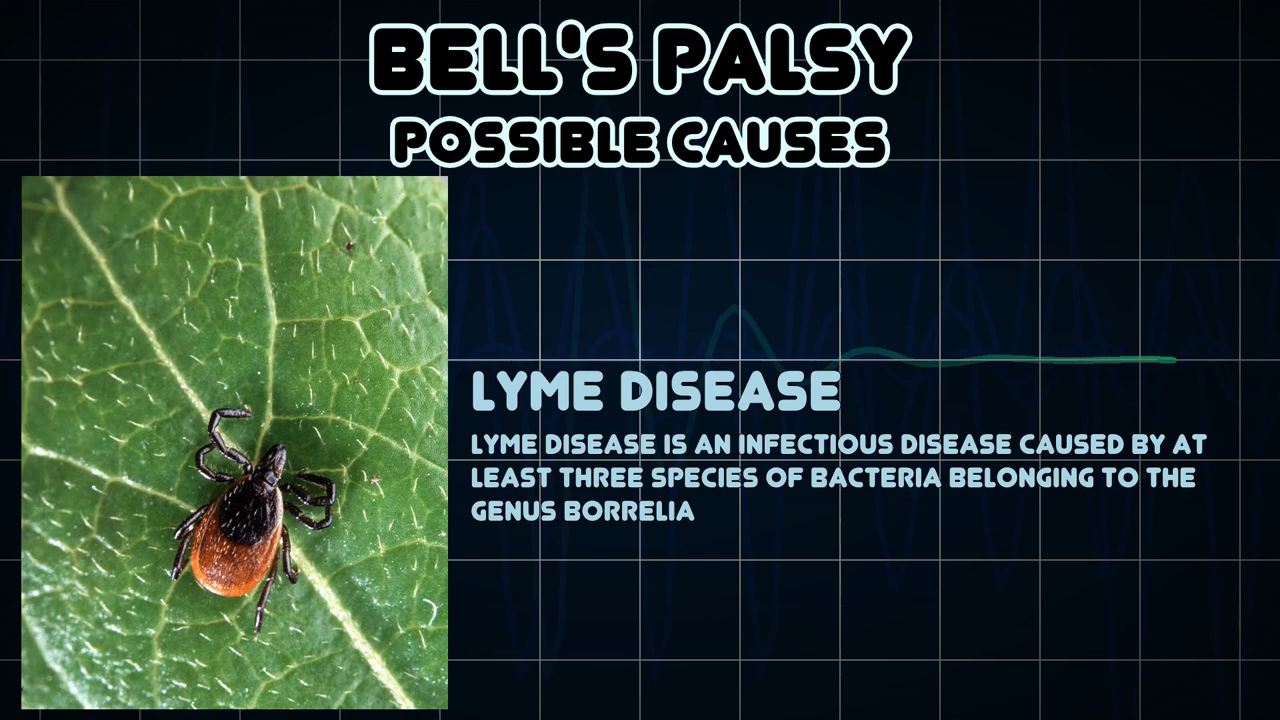 BELL'S PALSY
POSSIBLE CAUSES
LYME DISEASE
LYME DISEASE IS AN INFECTIOUS DISEASE CAUSED BY AT
LEAST THREE SPECIES OF BACTERIA BELONGING TO THE
GENUS BORRELIA